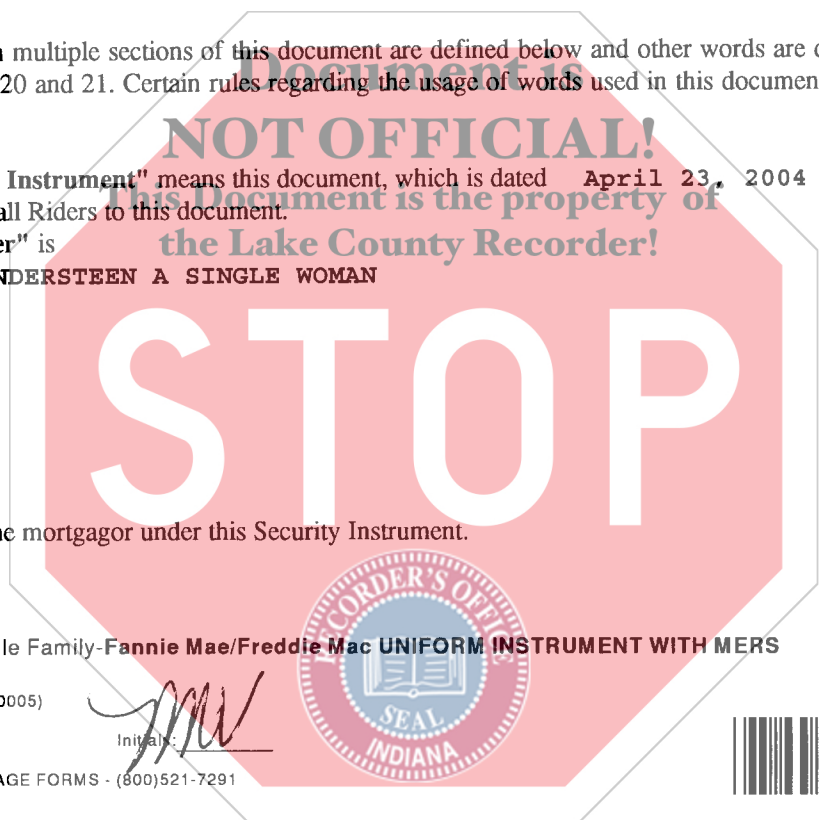 multiple sections of this document are defined below and other words are
20 and 21. Certain rules regarding the usage of words used in this document
Document is
NOT OFFICIAL!
Instrument" means this document, which is dated April 23, 2004
This Document is the property of
all Riders to this document.
er" is
the Lake County Recorder!
NDERSTEEN A SINGLE WOMAN
STOP
e mortgagor under this Security Instrument.
RECORDER'S OFFICE
le Family-Fannie Mae/Freddie Mac UNIFORM INSTRUMENT WITH MERS
0005)
SEAL
Initials:
INDIANA
AGE FORMS - (800)521-7291